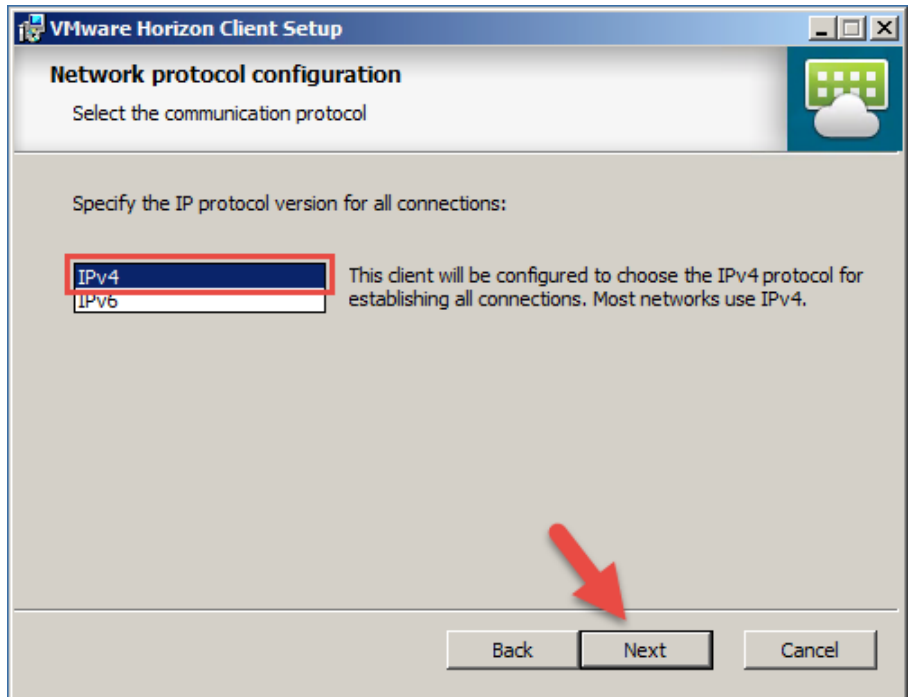 VMware Horizon Client Setup
Network protocol configuration
Select the communication protocol
Specify the IP protocol version for all connections:
IPv4
IPv6
This client will be configured to choose the IPv4 protocol for
establishing all connections. Most networks use IPv4.
Back
Next
Cancel